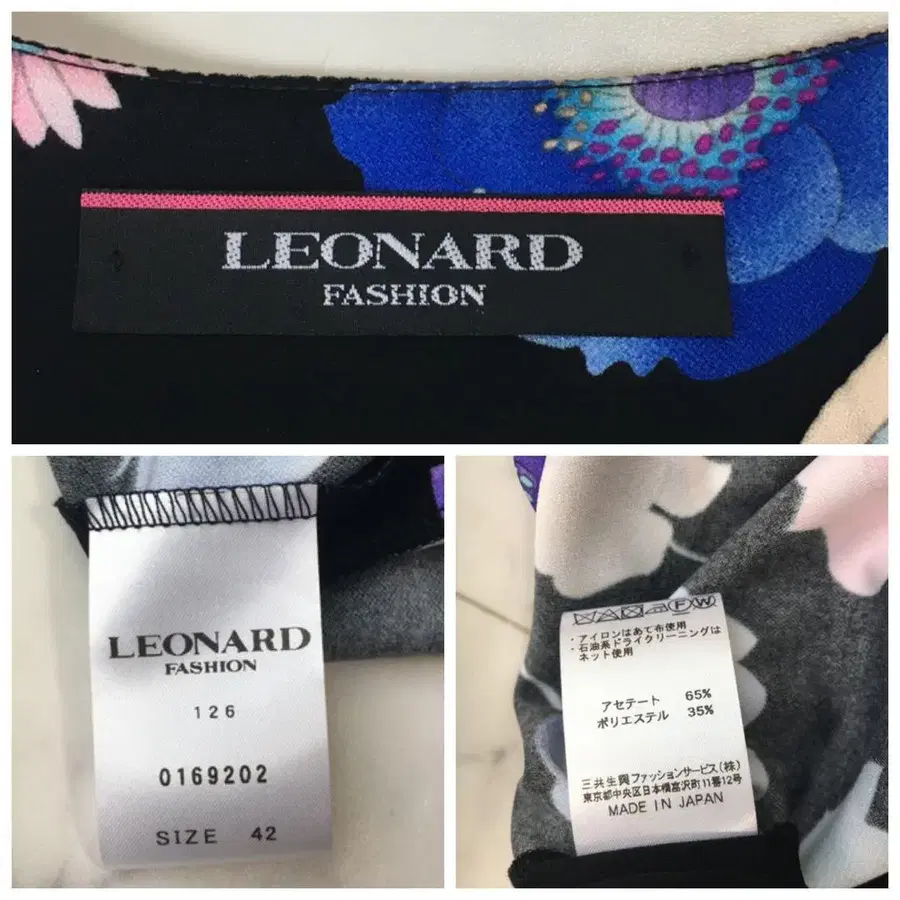 LEONARD
FASHION
LEONARD
FASHION
126
0169202
SIZE 42
F W
・アイロンはあて布使用
・石油系ドライクリーニングは
ネット使用
アセテート 65%
ポリエステル 35%
三共生興ファッションサービス(株)
東京都中央区日本橋富沢町11番12号
MADE IN JAPAN